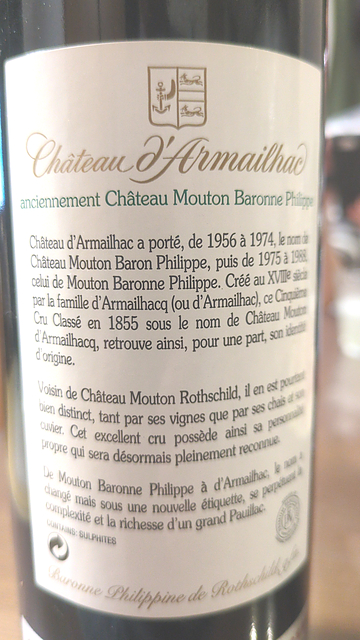 Château d'Armailhac
anciennement Château Mouton Baronne Philippe
Château d'Armailhac a porté, de 1956 à 1974, le nom de
Château Mouton Baron Philippe, puis de 1975 à 1988,
celui de Mouton Baronne Philippe. Créé au XVIIIe siècle
par la famille d'Armailhacq (ou d'Armailhac), ce Cinquième
Cru Classé en 1855 sous le nom de Château Mouton
d'Armailhacq, retrouve ainsi, pour une part, son identité
d'origine.
Voisin de Château Mouton Rothschild, il en est pourtant
bien distinct, tant par ses vignes que par ses chais et son
cuvier. Cet excellent cru possède ainsi sa personnalité
propre qui sera désormais pleinement reconnue.
De Mouton Baronne Philippe à d'Armailhac, le nom a
changé mais sous une nouvelle étiquette, se perpétuent la
complexité et la richesse d'un grand Pauillac.
CONTAINS: SULPHITES
Baronne Philippine de Rothschild,